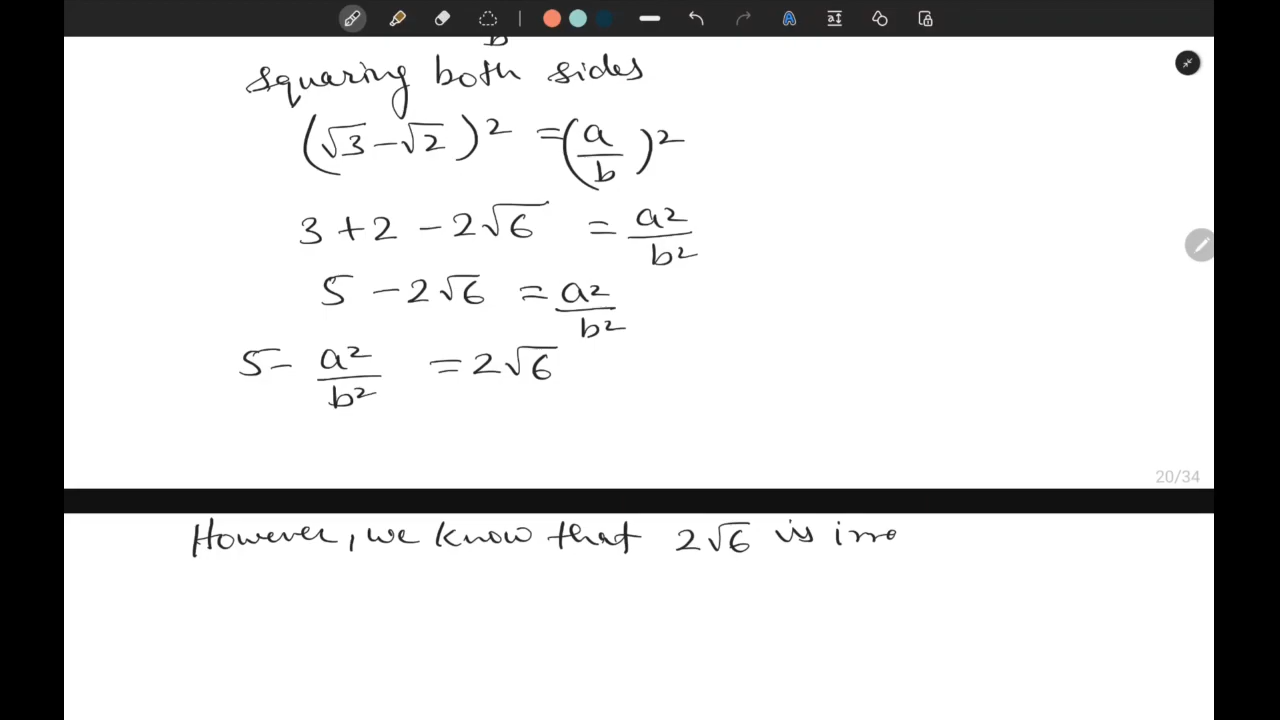 b
squaring both sides
(√3 - √2)² = (a/b)²
3 + 2 - 2√6 = a²/b²
5 - 2√6 = a²/b²
5 - a²/b² = 2√6
20/34
However, we know that 2√6 is irre